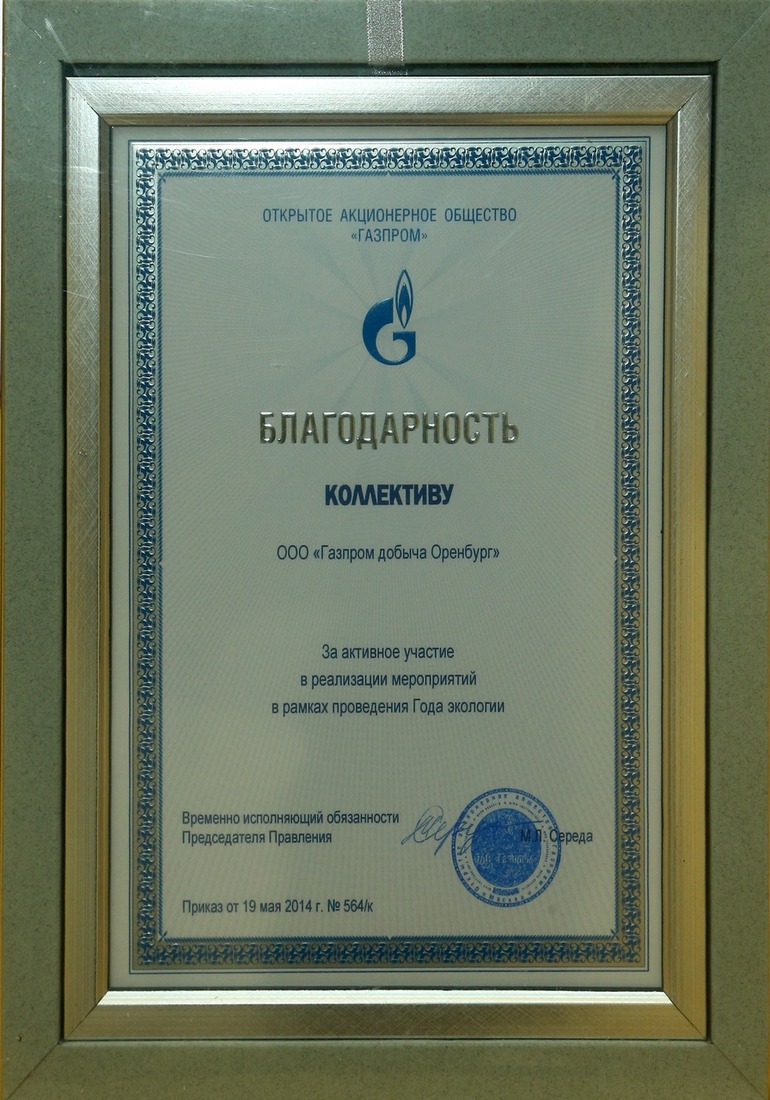 ОТКРЫТОЕ АКЦИОНЕРНОЕ ОБЩЕСТВО
«ГАЗПРОМ»
БЛАГОДАРНОСТЬ
КОЛЛЕКТИВУ
ООО «Газпром добыча Оренбург»
За активное участие
в реализации мероприятий
в рамках проведения Года экологии
Временно исполняющий обязанности
Председателя Правления
М.Л. Середа
Приказ от 19 мая 2014 г. № 564/к